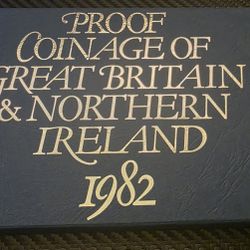 PROOF
COINAGE OF
GREAT BRITAIN
& NORTHERN
IRELAND
1982